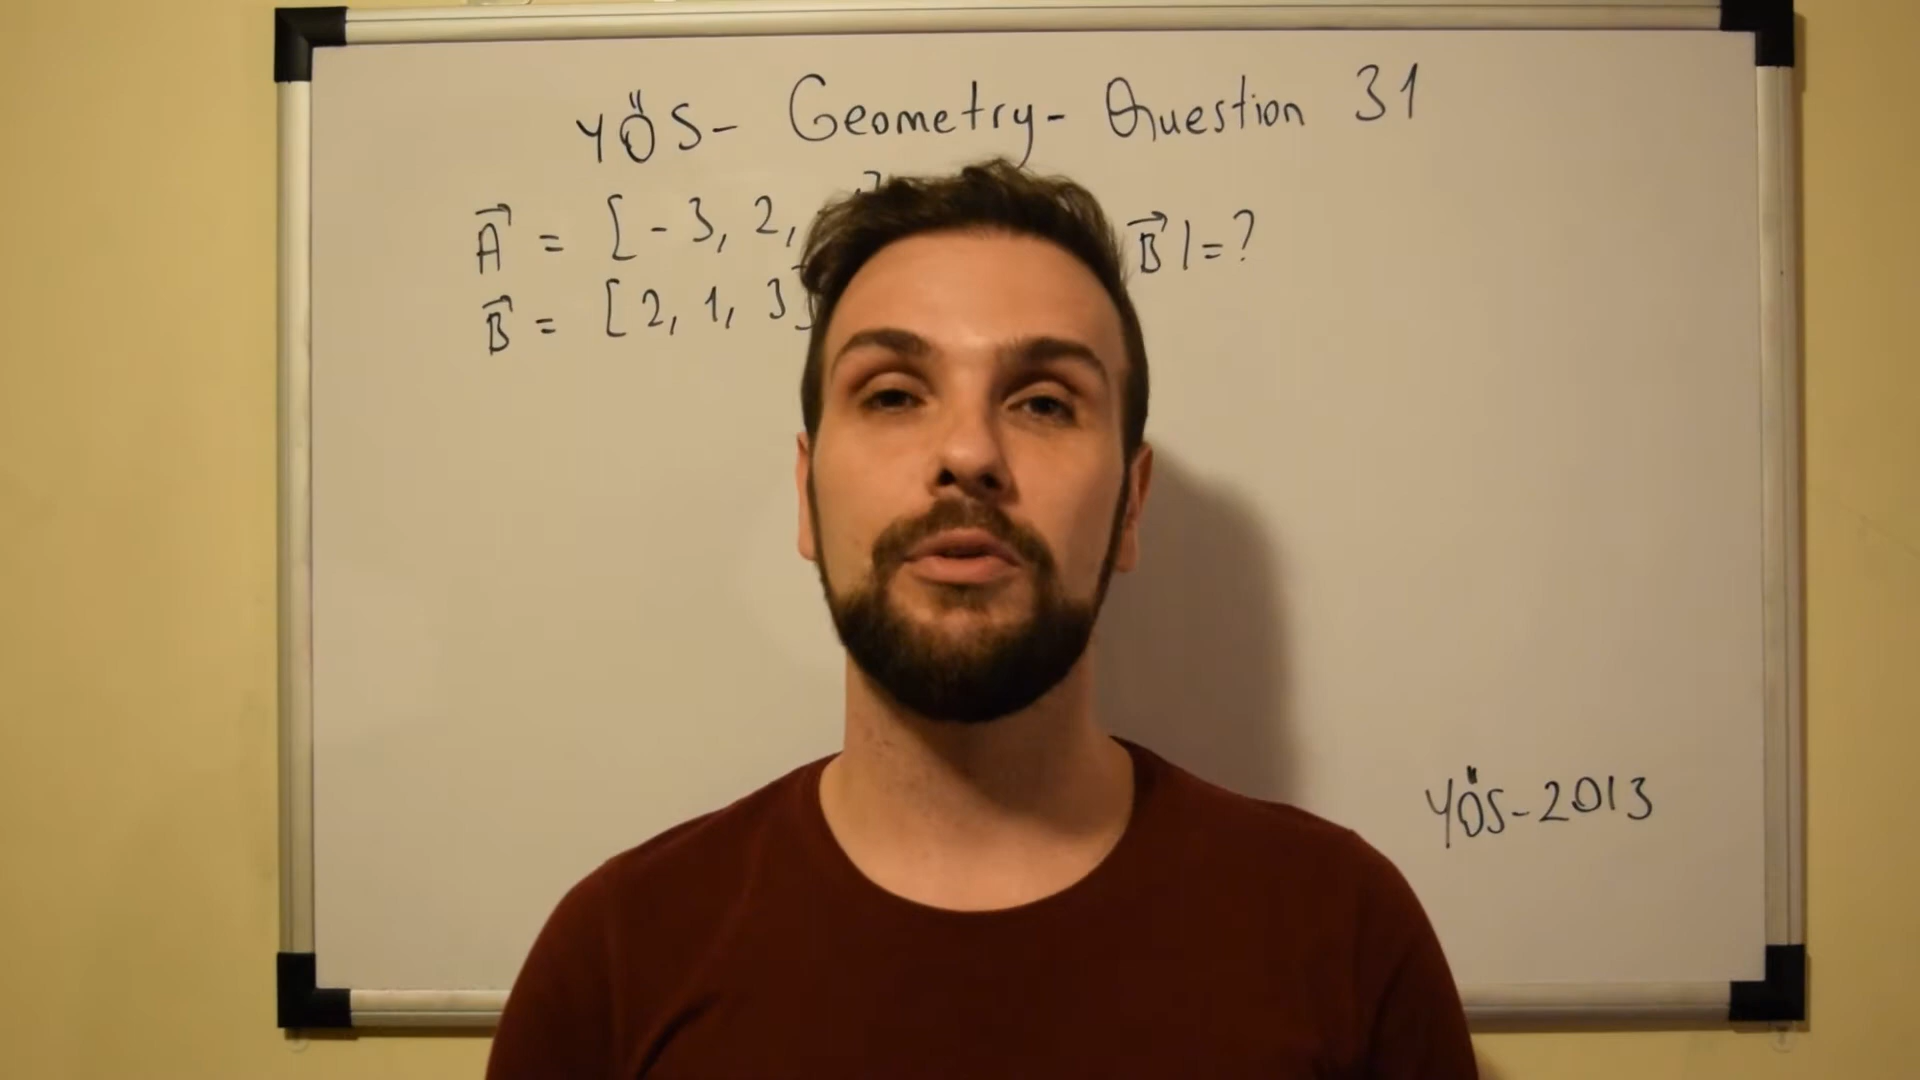 YÖS- Geometry- Question 31
A = [-3, 2, B|=?
B = [2, 1, 3]
YÖS-2013